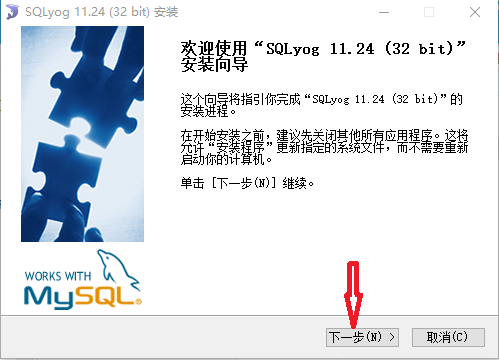 SQLyog 11.24 (32 bit) 安装
欢迎使用“SQLyog 11.24 (32 bit)”
安装向导
这个向导将指引你完成“SQLyog 11.24 (32 bit)”的
安装进程。
在开始安装之前，建议先关闭其他所有应用程序。这将
允许“安装程序”更新指定的系统文件，而不需要重新
启动你的计算机。
单击 [下一步(N)] 继续。
WORKS WITH
MySQL®
下一步(N) >
取消(C)